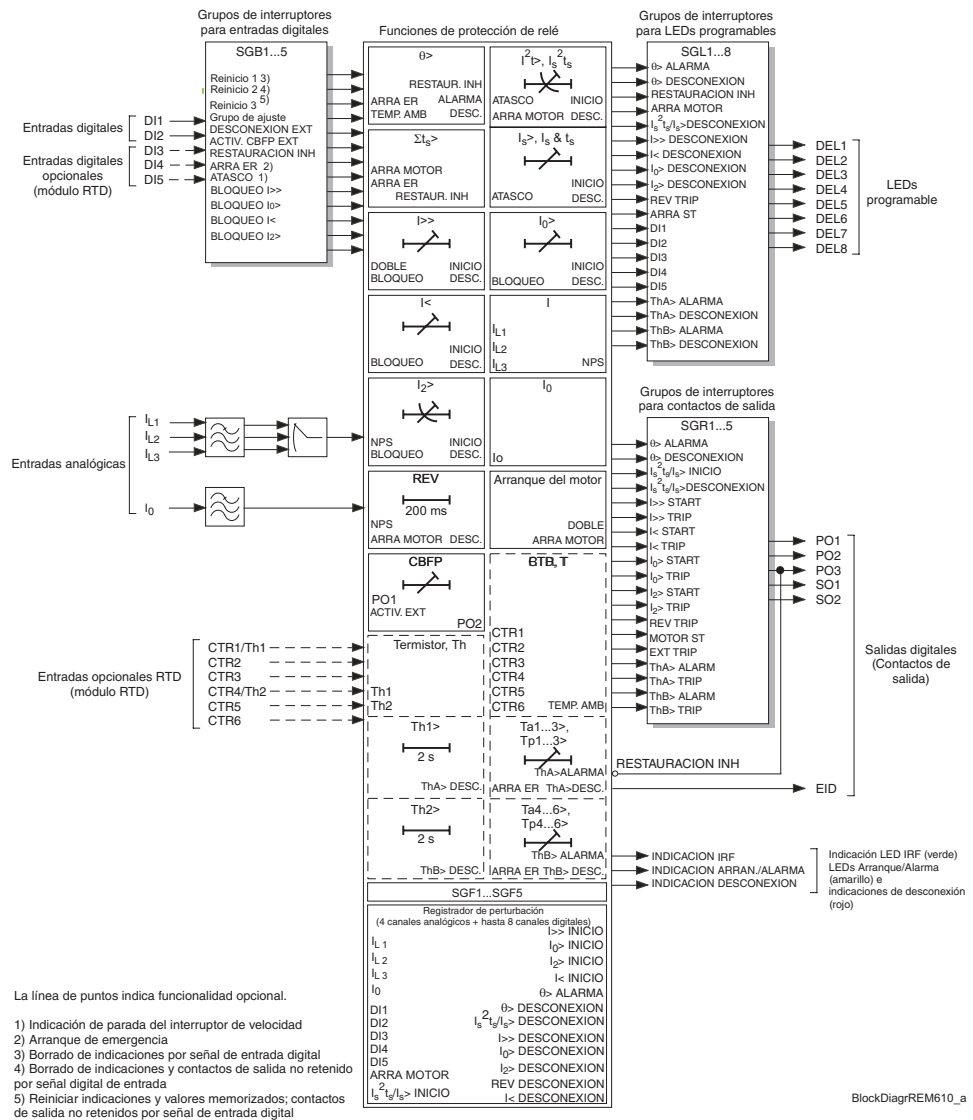 Grupos de interruptores
para entradas digitales
SGB1...5
Reinicio 1 3)
Reinicio 2 4)
Reinicio 3 5)
Grupo de ajuste
DESCONEXION EXT
ACTIV. CBFP EXT
RESTAURACION INH
ARRA ER 2)
ATASCO 1)
BLOQUEO I>>
BLOQUEO I0>
BLOQUEO I<
BLOQUEO I2>
Entradas digitales
DI1
DI2
Entradas digitales
opcionales
(módulo RTD)
DI3
DI4
DI5
Entradas analógicas
IL1
IL2
IL3
I0
Entradas opcionales RTD
(módulo RTD)
CTR1/Th1
CTR2
CTR3
CTR4/Th2
CTR5
CTR6
Funciones de protección de relé
θ>
RESTAUR. INH
ARRA ER ALARMA
TEMP. AMB DESC.
I²t>, Is²ts
ATASCO INICIO
ARRA MOTOR DESC.
Σts>
ARRA MOTOR
ARRA ER
RESTAUR. INH
Is>, Is & ts
INICIO
ATASCO DESC.
I>>
DOBLE INICIO
BLOQUEO DESC.
I0>
INICIO
BLOQUEO DESC.
I<
INICIO
BLOQUEO DESC.
I
IL1
IL2
IL3 NPS
I2>
NPS INICIO
BLOQUEO DESC.
I0
Io
REV
200 ms
NPS
ARRA MOTOR DESC.
Arranque del motor
DOBLE
ARRA MOTOR
CBFP
PO1
ACTIV. EXT
PO2
CTR1
CTR2
CTR3
CTR4
CTR5
CTR6 TEMP. AMB
Termistor, Th
Th1
Th2
Th1>
2 s
ThA> DESC.
Ta1...3>,
Tp1...3>
ThA>ALARMA
ARRA ER ThA>DESC.
Th2>
2 s
ThB> DESC.
Ta4...6>,
Tp4...6>
ThB> ALARMA
ARRA ER ThB> DESC.
SGF1...SGF5
Registrador de perturbación
(4 canales analógicos + hasta 8 canales digitales)
IL1
IL2
IL3
I0
DI1
DI2
DI3
DI4
DI5
ARRA MOTOR
Is²ts/Is> INICIO
I>> INICIO
I0> INICIO
I2> INICIO
I< INICIO
θ> ALARMA
θ> DESCONEXION
Is²ts/Is> DESCONEXION
I>> DESCONEXION
I0> DESCONEXION
I2> DESCONEXION
REV DESCONEXION
I< DESCONEXION
Grupos de interruptores
para LEDs programables
SGL1...8
θ> ALARMA
θ> DESCONEXION
RESTAURACION INH
ARRA MOTOR
Is²ts/Is>DESCONEXION
I>> DESCONEXION
I< DESCONEXION
I0> DESCONEXION
I2> DESCONEXION
REV TRIP
ARRA ST
DI1
DI2
DI3
DI4
DI5
ThA> ALARMA
ThA> DESCONEXION
ThB> ALARMA
ThB> DESCONEXION
DEL1
DEL2
DEL3
DEL4
DEL5
DEL6
DEL7
DEL8
LEDs
programable
Grupos de interruptores
para contactos de salida
SGR1...5
θ> ALARMA
θ> DESCONEXION
Is²ts/Is> INICIO
Is²ts/Is>DESCONEXION
I>> START
I>> TRIP
I< START
I< TRIP
I0> START
I0> TRIP
I2> START
I2> TRIP
REV TRIP
MOTOR ST
EXT TRIP
ThA> ALARM
ThA> TRIP
ThB> ALARM
ThB> TRIP
PO1
PO2
PO3
SO1
SO2
Salidas digitales
(Contactos de
salida)
RESTAURACION INH
EID
INDICACION IRF
INDICACION ARRAN./ALARMA
INDICACION DESCONEXION
Indicación LED IRF (verde)
LEDs Arranque/Alarma
(amarillo) e
indicaciones de desconexión
(rojo)
La línea de puntos indica funcionalidad opcional.
1) Indicación de parada del interruptor de velocidad
2) Arranque de emergencia
3) Borrado de indicaciones por señal de entrada digital
4) Borrado de indicaciones y contactos de salida no retenido
por señal digital de entrada
5) Reiniciar indicaciones y valores memorizados; contactos
de salida no retenidos por señal de entrada digital
BlockDiagrREM610_a